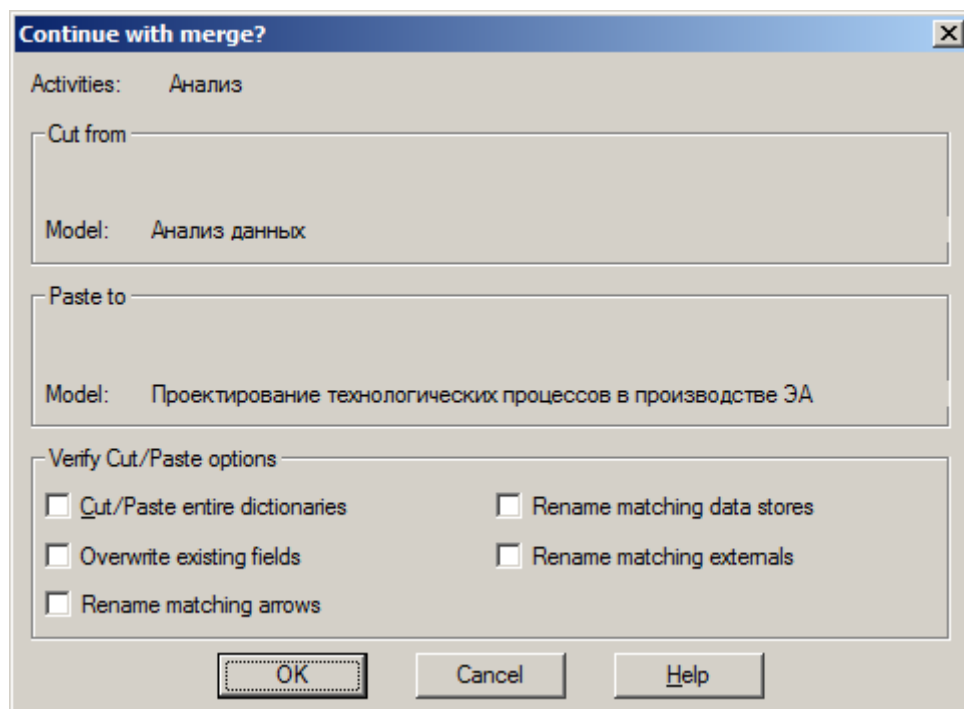 Continue with merge?
Activities: Анализ
Cut from
Model: Анализ данных
Paste to
Model: Проектирование технологических процессов в производстве ЭА
Verify Cut/Paste options
Cut/Paste entire dictionaries
Rename matching data stores
Overwrite existing fields
Rename matching externals
Rename matching arrows
OK
Cancel
Help